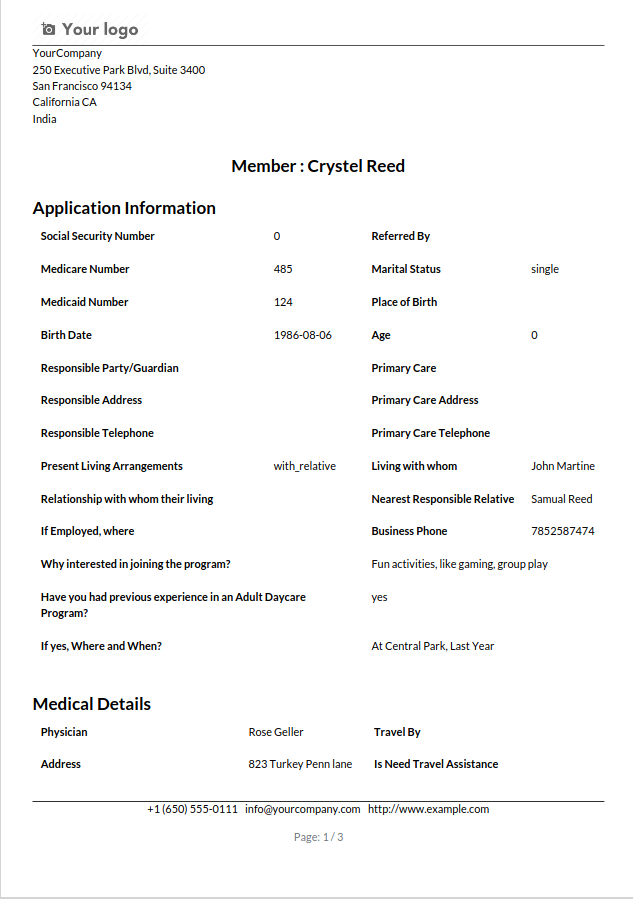 Your logo
YourCompany
250 Executive Park Blvd, Suite 3400
San Francisco 94134
California CA
India
Member : Crystel Reed
Application Information
Social Security Number 0 Referred By
Medicare Number 485 Marital Status single
Medicaid Number 124 Place of Birth
Birth Date 1986-08-06 Age 0
Responsible Party/Guardian Primary Care
Responsible Address Primary Care Address
Responsible Telephone Primary Care Telephone
Present Living Arrangements with_relative Living with whom John Martine
Relationship with whom their living Nearest Responsible Relative Samual Reed
If Employed, where Business Phone 7852587474
Why interested in joining the program? Fun activities, like gaming, group play
Have you had previous experience in an Adult Daycare yes
Program?
If yes, Where and When? At Central Park, Last Year
Medical Details
Physician Rose Geller Travel By
Address 823 Turkey Penn lane Is Need Travel Assistance
+1 (650) 555-0111 info@yourcompany.com http://www.example.com
Page: 1 / 3